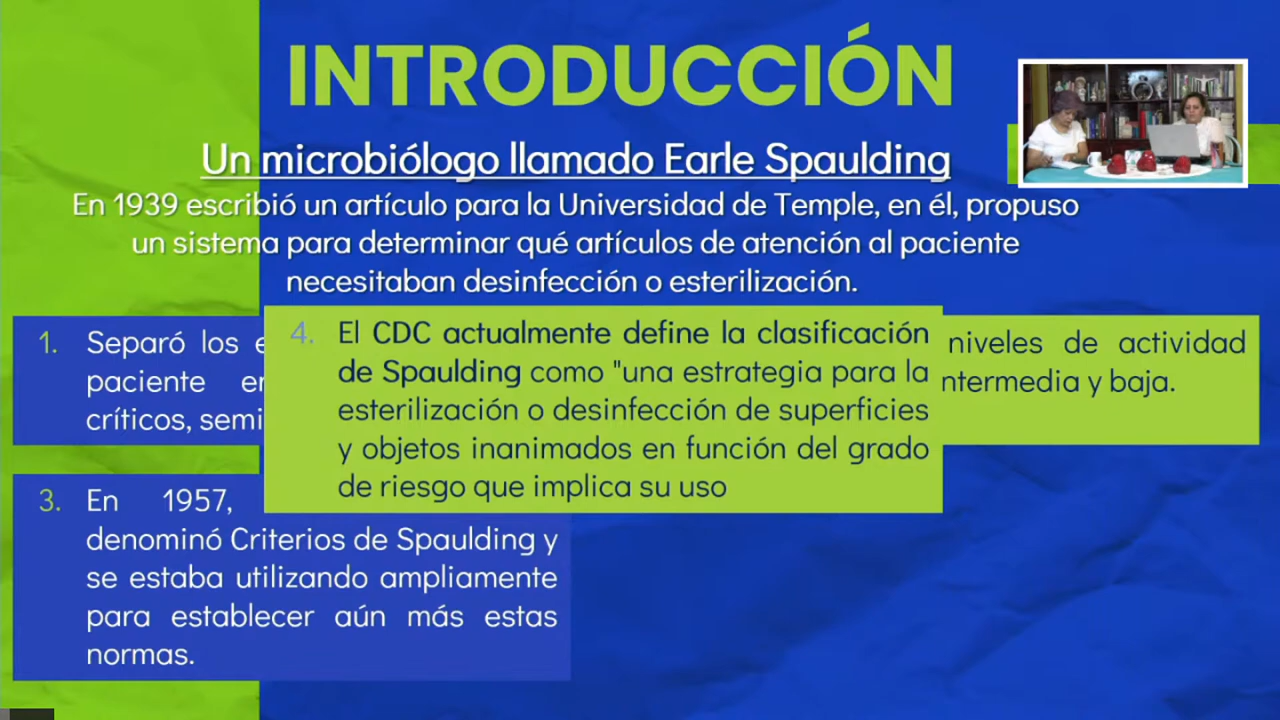 INTRODUCCIÓN
Un microbiólogo llamado Earle Spaulding
En 1939 escribió un artículo para la Universidad de Temple, en él, propuso
un sistema para determinar qué artículos de atención al paciente
necesitaban desinfección o esterilización.
1. Separó los
paciente
críticos,
niveles de actividad
y baja.
4. El CDC actualmente define la clasificación
de Spaulding como "una estrategia para la
esterilización o desinfección de superficies
y objetos inanimados en función del grado
de riesgo que implica su uso
3. En 1957,
denominó Criterios de Spaulding y
se estaba utilizando ampliamente
para establecer aún más estas
normas.